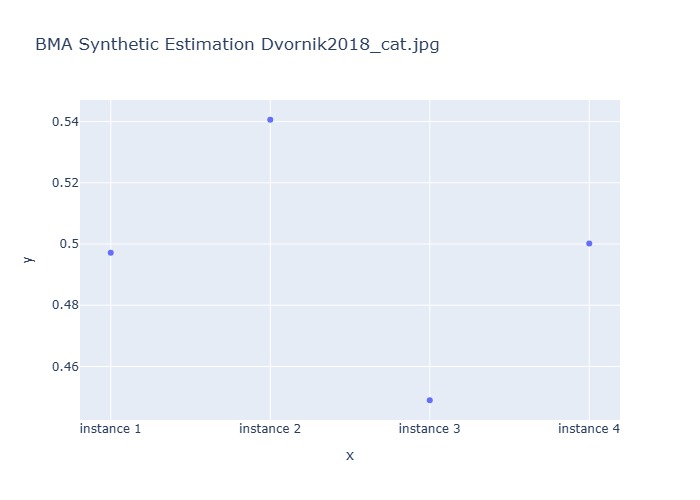 BMA Synthetic Estimation Dvornik2018_cat.jpg
0.54
0.52
0.5
0.48
0.46
y
instance 1
instance 2
instance 3
instance 4
x